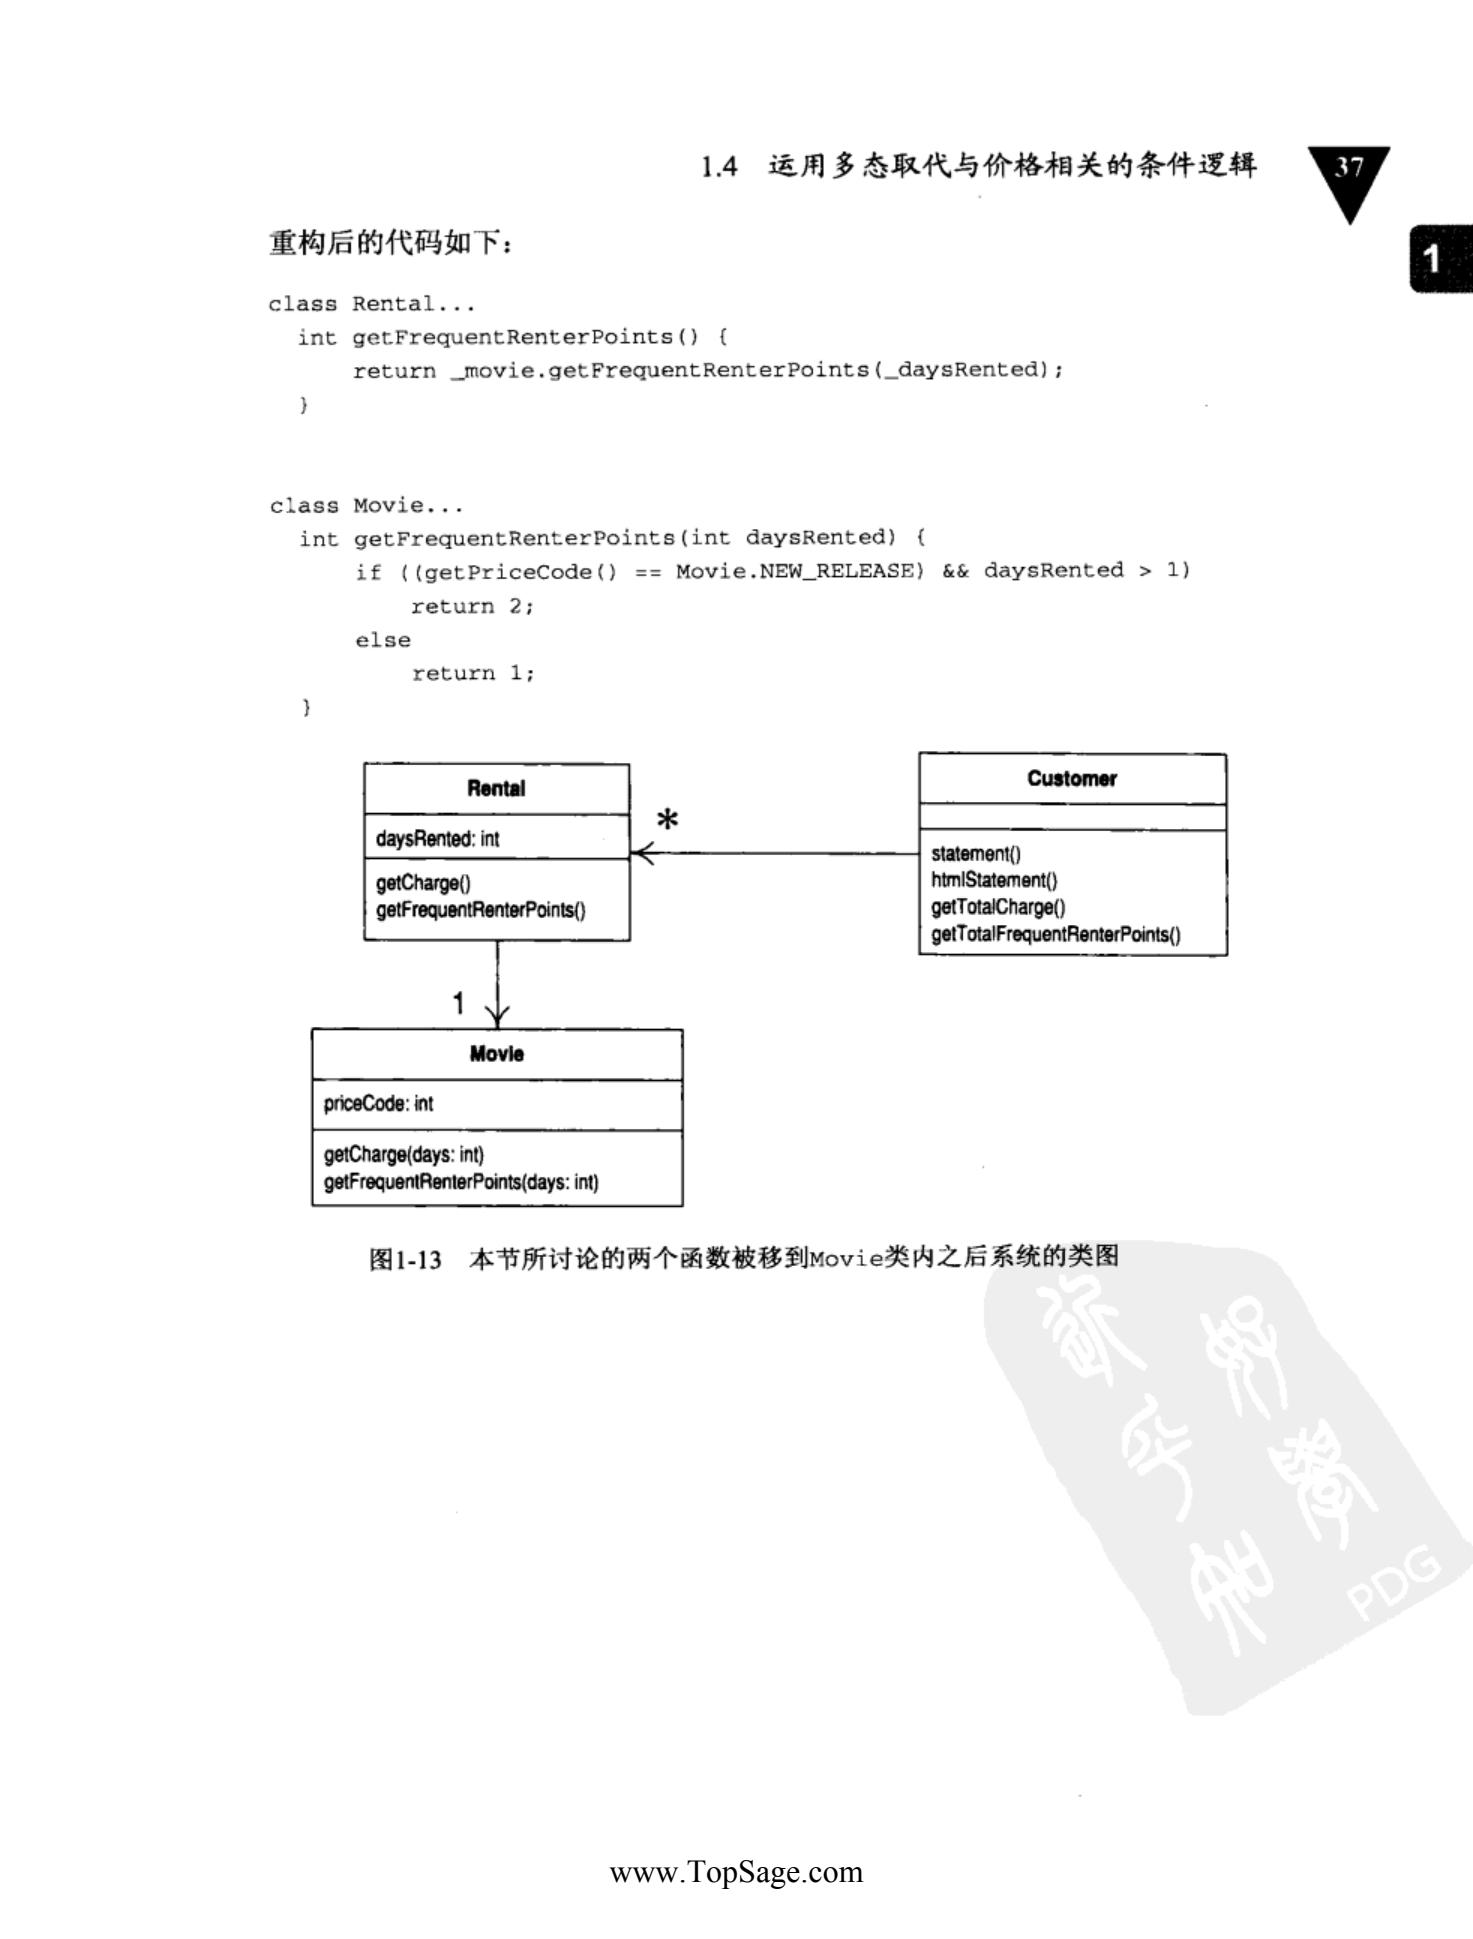 1.4 运用多态取代与价格相关的条件逻辑 37
1
重构后的代码如下：
class Rental...
int getFrequentRenterPoints() {
return _movie.getFrequentRenterPoints(_daysRented);
}
class Movie...
int getFrequentRenterPoints(int daysRented) {
if ((getPriceCode() == Movie.NEW_RELEASE) && daysRented > 1)
return 2;
else
return 1;
}
Rental
daysRented: int
getCharge()
getFrequentRenterPoints()
*
Customer
statement()
htmlStatement()
getTotalCharge()
getTotalFrequentRenterPoints()
1
Movie
priceCode: int
getCharge(days: int)
getFrequentRenterPoints(days: int)
图1-13 本节所讨论的两个函数被移到Movie类内之后系统的类图
PDG
www.TopSage.com